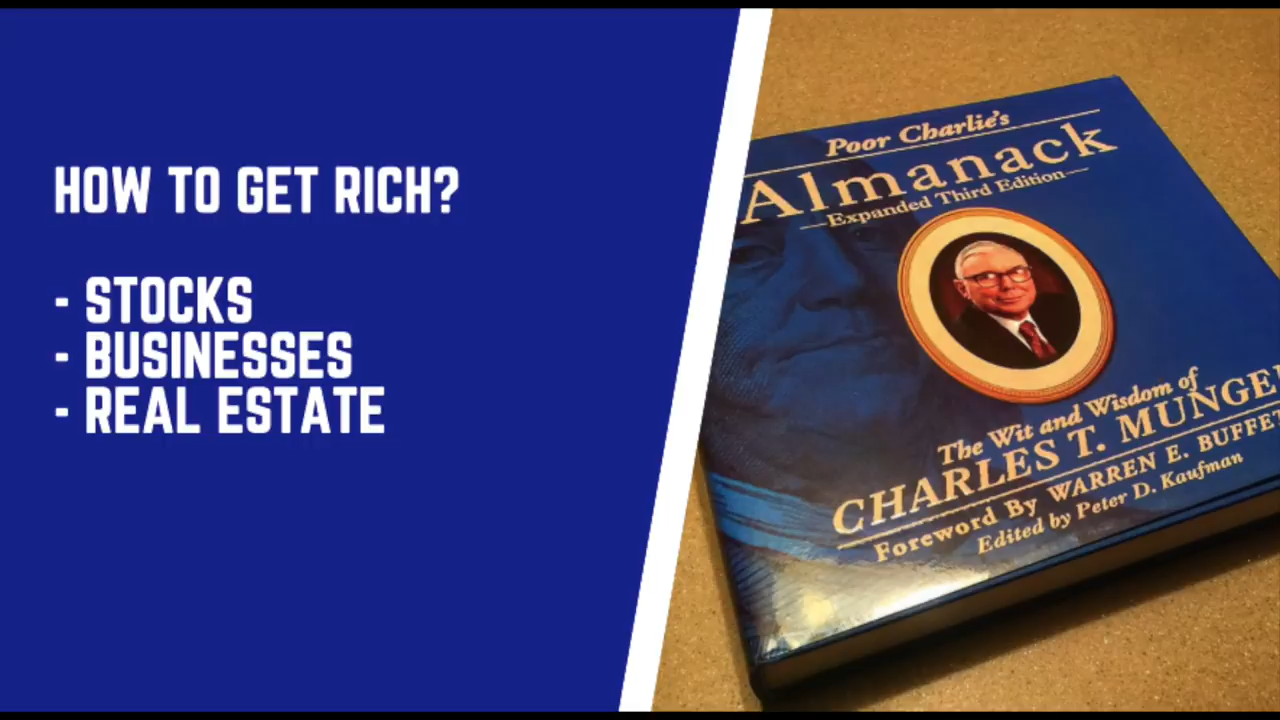 HOW TO GET RICH?
- STOCKS
- BUSINESSES
- REAL ESTATE
Poor Charlie's
Almanack
—Expanded Third Edition—
The Wit and Wisdom of
CHARLES T. MUNGE
Foreword By WARREN E. BUFFET
Edited by Peter D. Kaufman